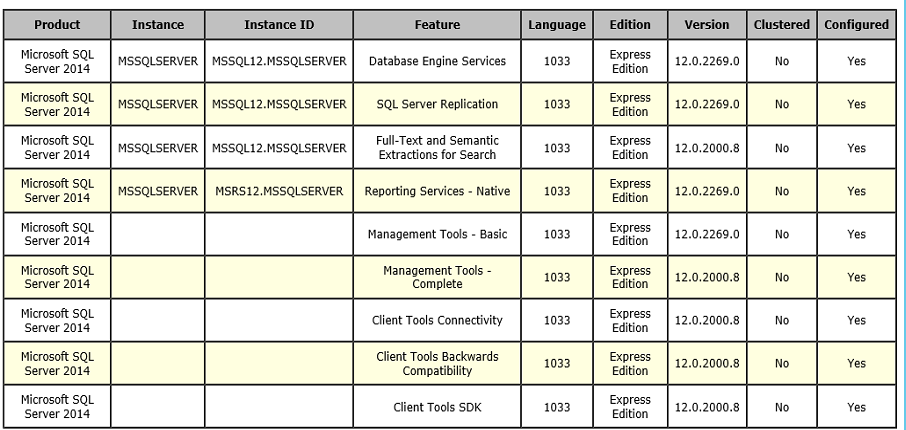 Product Instance Instance ID Feature Language Edition Version Clustered Configured
Microsoft SQL Server 2014 MSSQLSERVER MSSQL12.MSSQLSERVER Database Engine Services 1033 Express Edition 12.0.2269.0 No Yes
Microsoft SQL Server 2014 MSSQLSERVER MSSQL12.MSSQLSERVER SQL Server Replication 1033 Express Edition 12.0.2269.0 No Yes
Microsoft SQL Server 2014 MSSQLSERVER MSSQL12.MSSQLSERVER Full-Text and Semantic Extractions for Search 1033 Express Edition 12.0.2000.8 No Yes
Microsoft SQL Server 2014 MSSQLSERVER MSRS12.MSSQLSERVER Reporting Services - Native 1033 Express Edition 12.0.2269.0 No Yes
Microsoft SQL Server 2014 Management Tools - Basic 1033 Express Edition 12.0.2269.0 No Yes
Microsoft SQL Server 2014 Management Tools - Complete 1033 Express Edition 12.0.2000.8 No Yes
Microsoft SQL Server 2014 Client Tools Connectivity 1033 Express Edition 12.0.2000.8 No Yes
Microsoft SQL Server 2014 Client Tools Backwards Compatibility 1033 Express Edition 12.0.2000.8 No Yes
Microsoft SQL Server 2014 Client Tools SDK 1033 Express Edition 12.0.2000.8 No Yes